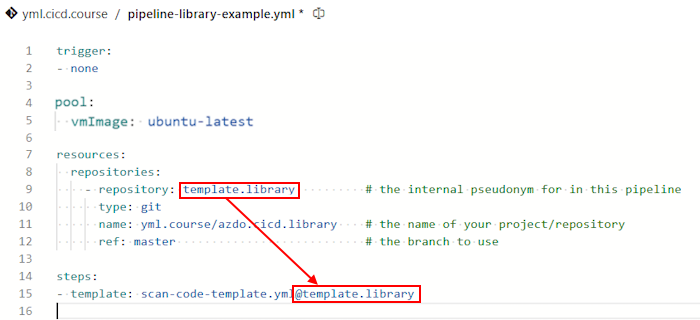 yml.cicd.course / pipeline-library-example.yml *
1 trigger:
2 - none
3
4 pool:
5 vmImage: ubuntu-latest
6
7 resources:
8 repositories:
9 - repository: template.library # the internal pseudonym for in this pipeline
10 type: git
11 name: yml.course/azdo.cicd.library # the name of your project/repository
12 ref: master # the branch to use
13
14 steps:
15 - template: scan-code-template.yml@template.library
16